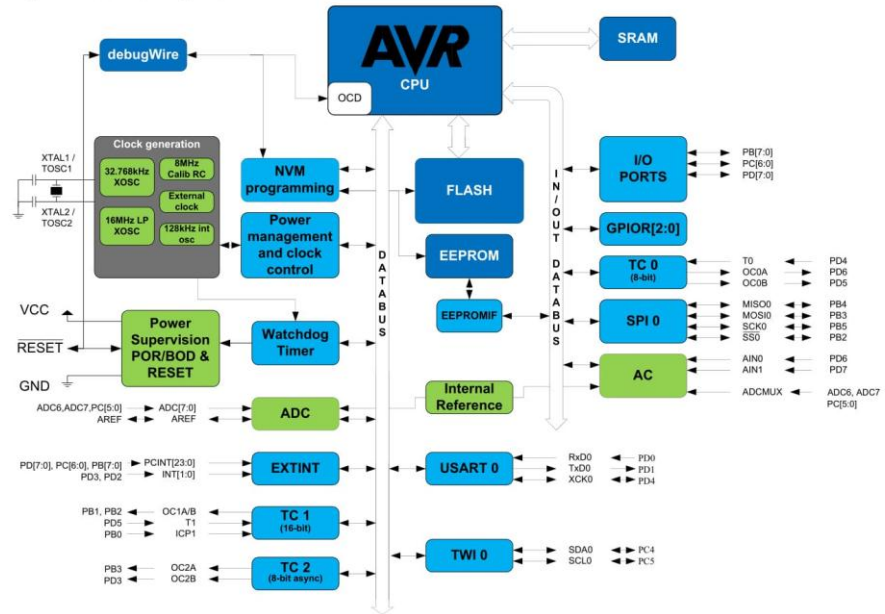 AVR
CPU
OCD
SRAM
debugWire
Clock generation
XTAL1 /
TOSC1
32.768kHz
XOSC
8MHz
Calib RC
External
clock
XTAL2 /
TOSC2
16MHz LP
XOSC
128kHz int
osc
NVM
programming
Power
management
and clock
control
FLASH
EEPROM
EEPROMIF
DATABUS
IN/OUT DATABUS
I/O
PORTS
PB[7:0]
PC[6:0]
PD[7:0]
GPIOR[2:0]
TC 0
(8-bit)
T0 PD4
OC0A PD6
OC0B PD5
SPI 0
MISO0 PB4
MOSI0 PB3
SCK0 PB5
SS0 PB2
AC
AIN0 PD6
AIN1 PD7
ADCMUX ADC6, ADC7
PC[5:0]
VCC
RESET
GND
Power
Supervision
POR/BOD &
RESET
Watchdog
Timer
Internal
Reference
ADC6,ADC7,PC[5:0] ADC[7:0]
AREF AREF
ADC
PD[7:0], PC[6:0], PB[7:0] PCINT[23:0]
PD3, PD2 INT[1:0]
EXTINT
USART 0
RxD0 PD0
TxD0 PD1
XCK0 PD4
PB1, PB2 OC1A/B
PD5 T1
PB0 ICP1
TC 1
(16-bit)
TWI 0
SDA0 PC4
SCL0 PC5
PB3 OC2A
PD3 OC2B
TC 2
(8-bit async)